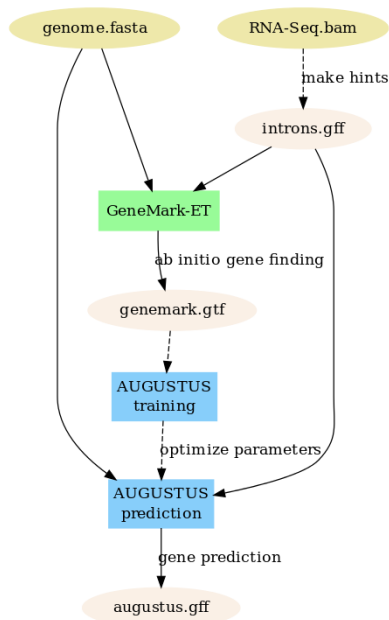 genome.fasta
RNA-Seq.bam
make hints
introns.gff
GeneMark-ET
ab initio gene finding
genemark.gtf
AUGUSTUS
training
optimize parameters
AUGUSTUS
prediction
gene prediction
augustus.gff